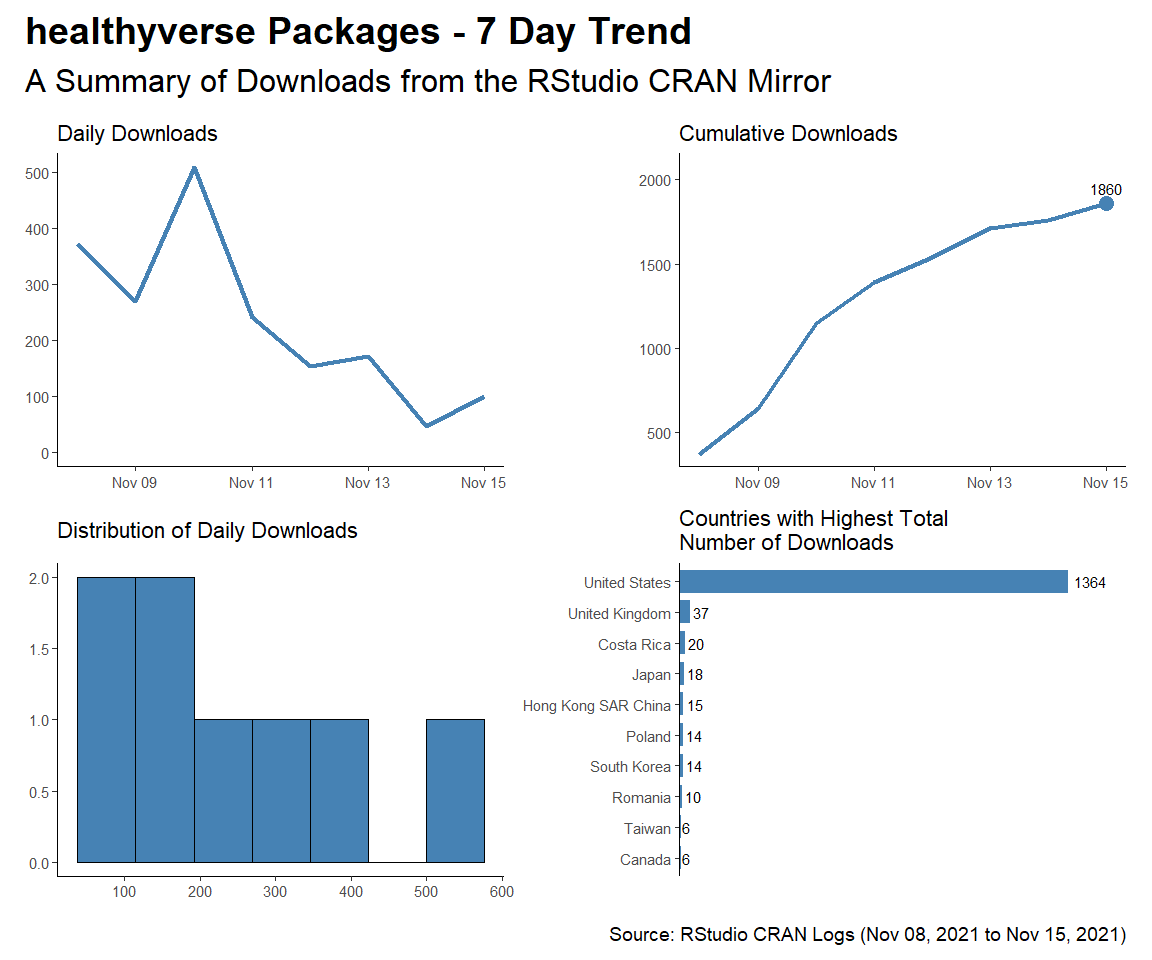 healthyverse Packages - 7 Day Trend
A Summary of Downloads from the RStudio CRAN Mirror
Daily Downloads
500
400
300
200
100
0
Nov 09
Nov 11
Nov 13
Nov 15
Cumulative Downloads
2000
1500
1000
500
1860
Nov 09
Nov 11
Nov 13
Nov 15
Distribution of Daily Downloads
2.0
1.5
1.0
0.5
0.0
100
200
300
400
500
600
Countries with Highest Total
Number of Downloads
United States 1364
United Kingdom 37
Costa Rica 20
Japan 18
Hong Kong SAR China 15
Poland 14
South Korea 14
Romania 10
Taiwan 6
Canada 6
Source: RStudio CRAN Logs (Nov 08, 2021 to Nov 15, 2021)